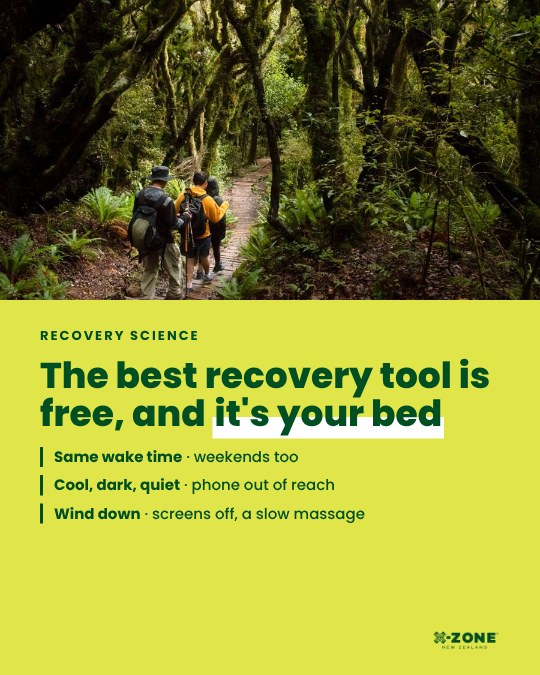 RECOVERY SCIENCE
The best recovery tool is
free, and it's your bed
Same wake time · weekends too
Cool, dark, quiet · phone out of reach
Wind down · screens off, a slow massage
X-ZONE
NEW ZEALAND